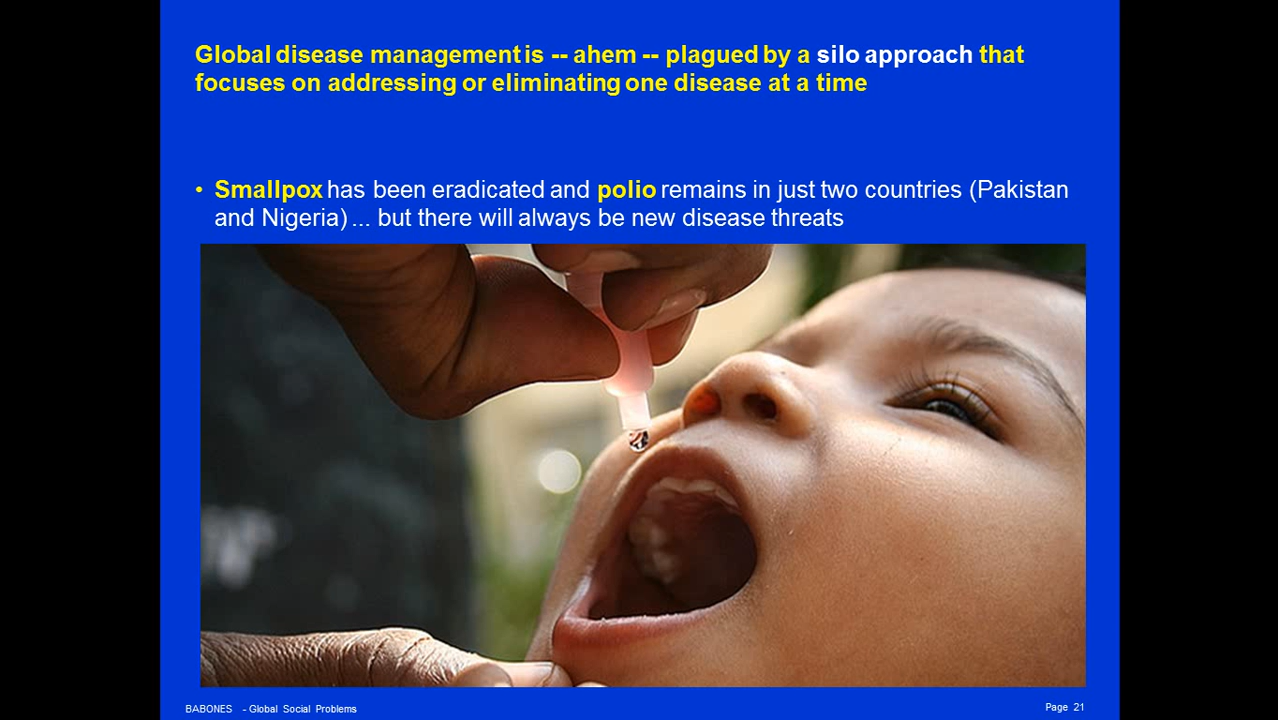 Global disease management is -- ahem -- plagued by a silo approach that
focuses on addressing or eliminating one disease at a time
• Smallpox has been eradicated and polio remains in just two countries (Pakistan
and Nigeria) ... but there will always be new disease threats
BABONES - Global Social Problems
Page 21